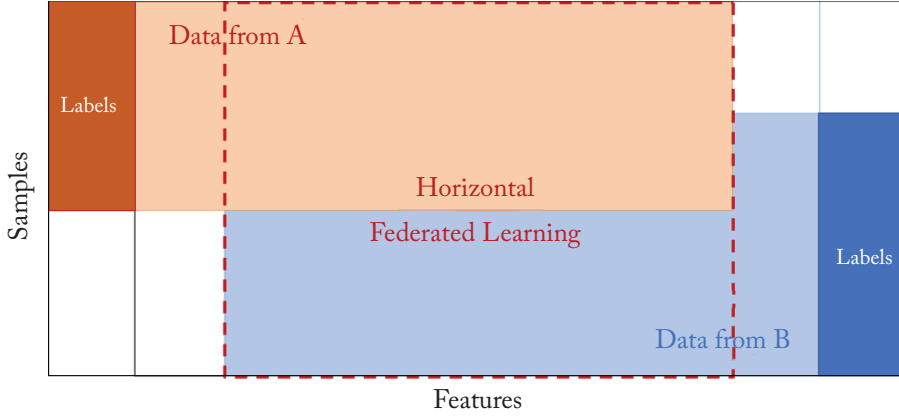 Data from A
Labels
Samples
Horizontal
Federated Learning
Labels
Data from B
Features